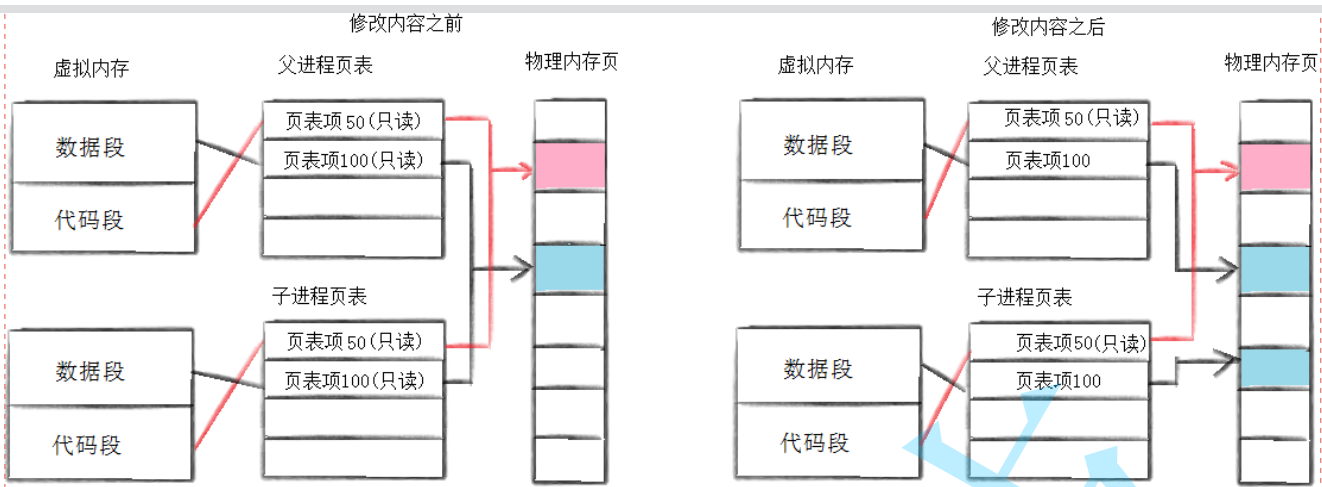 修改内容之前
虚拟内存
父进程页表
物理内存页
数据段
代码段
页表项50(只读)
页表项100(只读)
子进程页表
数据段
代码段
页表项50(只读)
页表项100(只读)
修改内容之后
虚拟内存
父进程页表
物理内存页
数据段
代码段
页表项50(只读)
页表项100
子进程页表
数据段
代码段
页表项50(只读)
页表项100